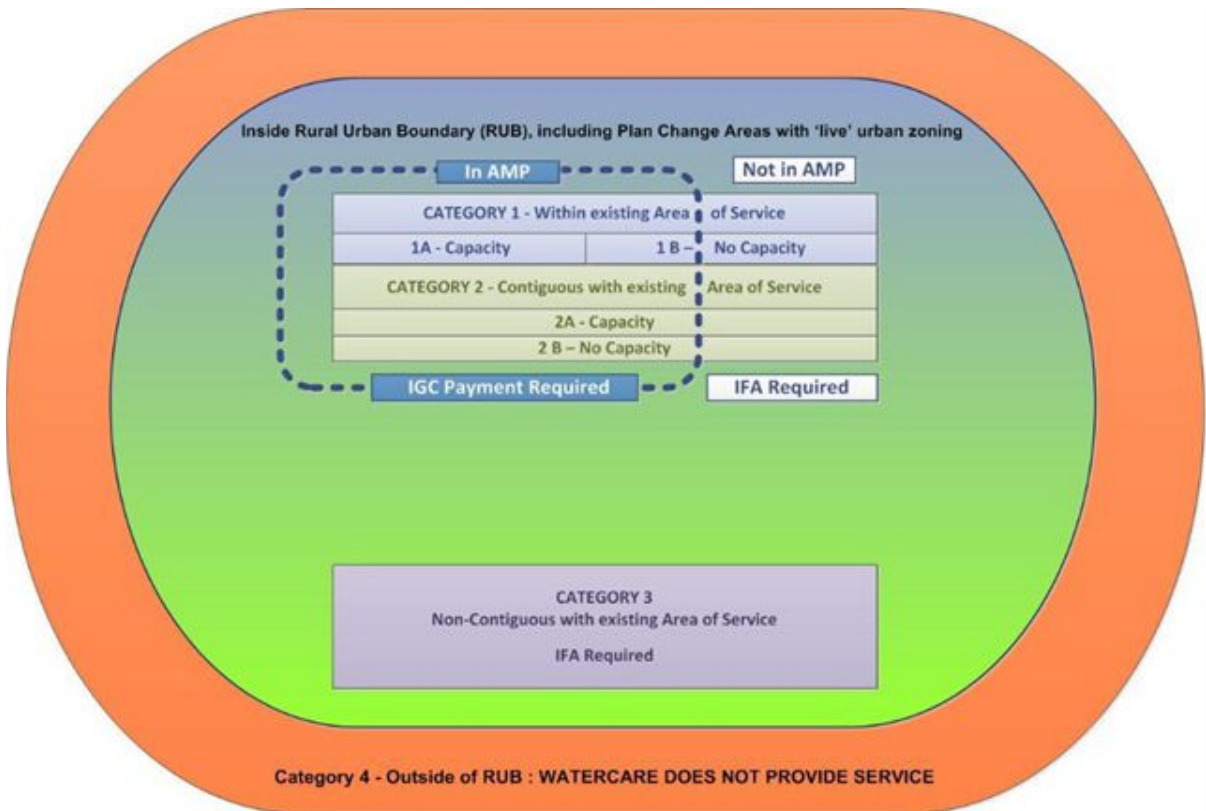 Inside Rural Urban Boundary (RUB), including Plan Change Areas with ‘live’ urban zoning
In AMP
Not in AMP
CATEGORY 1 - Within existing Area of Service
1A - Capacity
1 B – No Capacity
CATEGORY 2 - Contiguous with existing Area of Service
2A - Capacity
2 B – No Capacity
IGC Payment Required
IFA Required
CATEGORY 3
Non-Contiguous with existing Area of Service
IFA Required
Category 4 - Outside of RUB : WATERCARE DOES NOT PROVIDE SERVICE